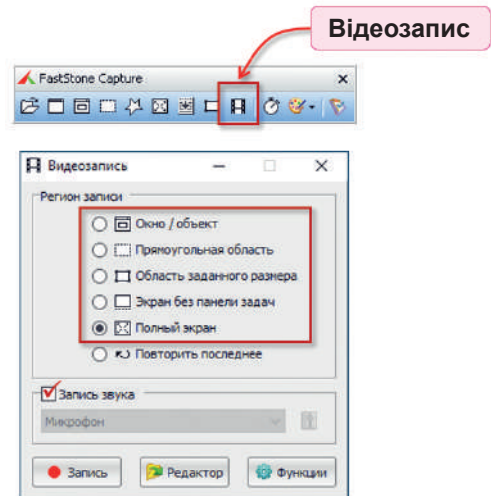 Відеозапис
FastStone Capture
Видеозапись
Регион записи
Окно / объект
Прямоугольная область
Область заданного размера
Экран без панели задач
Полный экран
Повторить последнее
Запись звука
Микрофон
Запись Редактор Функции